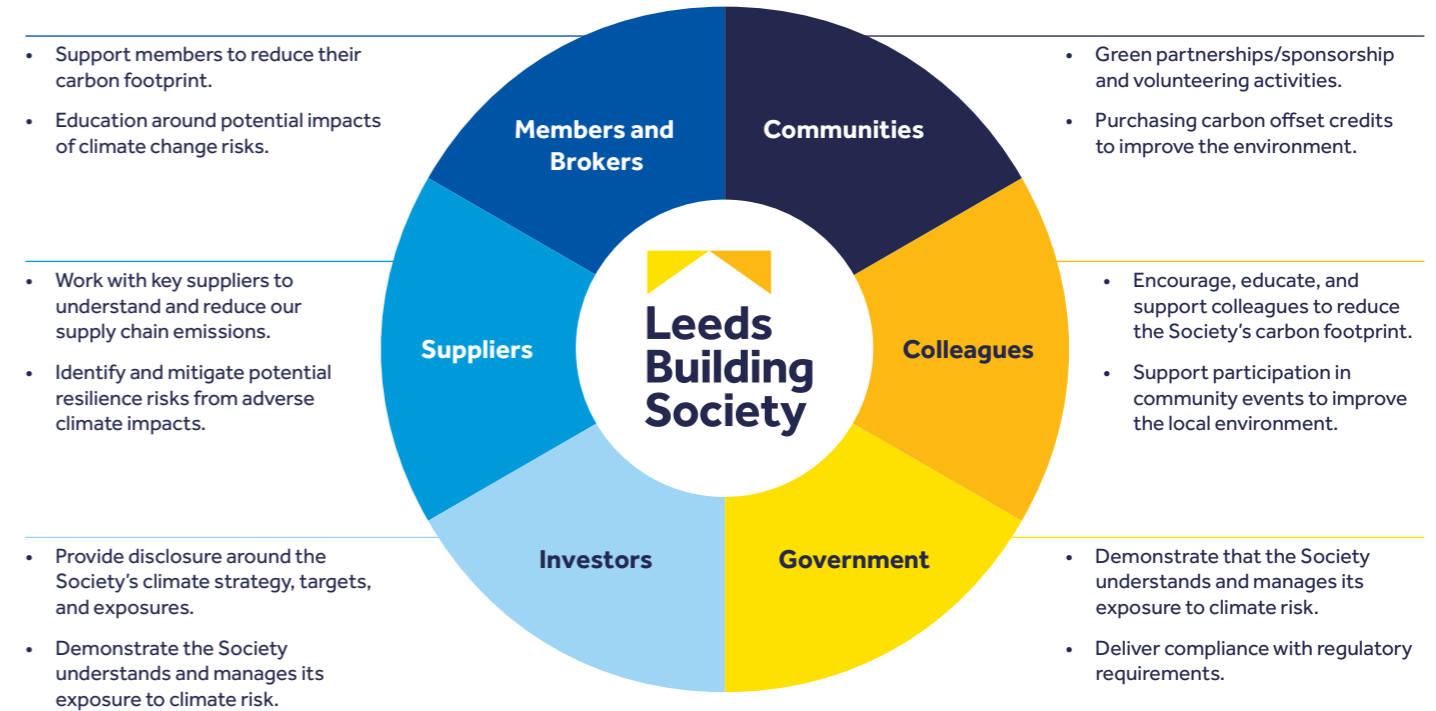 • Support members to reduce their
carbon footprint.
• Education around potential impacts
of climate change risks.
Members and
Brokers
Communities
• Green partnerships/sponsorship
and volunteering activities.
• Purchasing carbon offset credits
to improve the environment.
• Work with key suppliers to
understand and reduce our
supply chain emissions.
• Identify and mitigate potential
resilience risks from adverse
climate impacts.
Suppliers
Leeds
Building
Society
Colleagues
• Encourage, educate, and
support colleagues to reduce
the Society’s carbon footprint.
• Support participation in
community events to improve
the local environment.
• Provide disclosure around the
Society’s climate strategy, targets,
and exposures.
• Demonstrate the Society
understands and manages its
exposure to climate risk.
Investors
Government
• Demonstrate that the Society
understands and manages its
exposure to climate risk.
• Deliver compliance with regulatory
requirements.